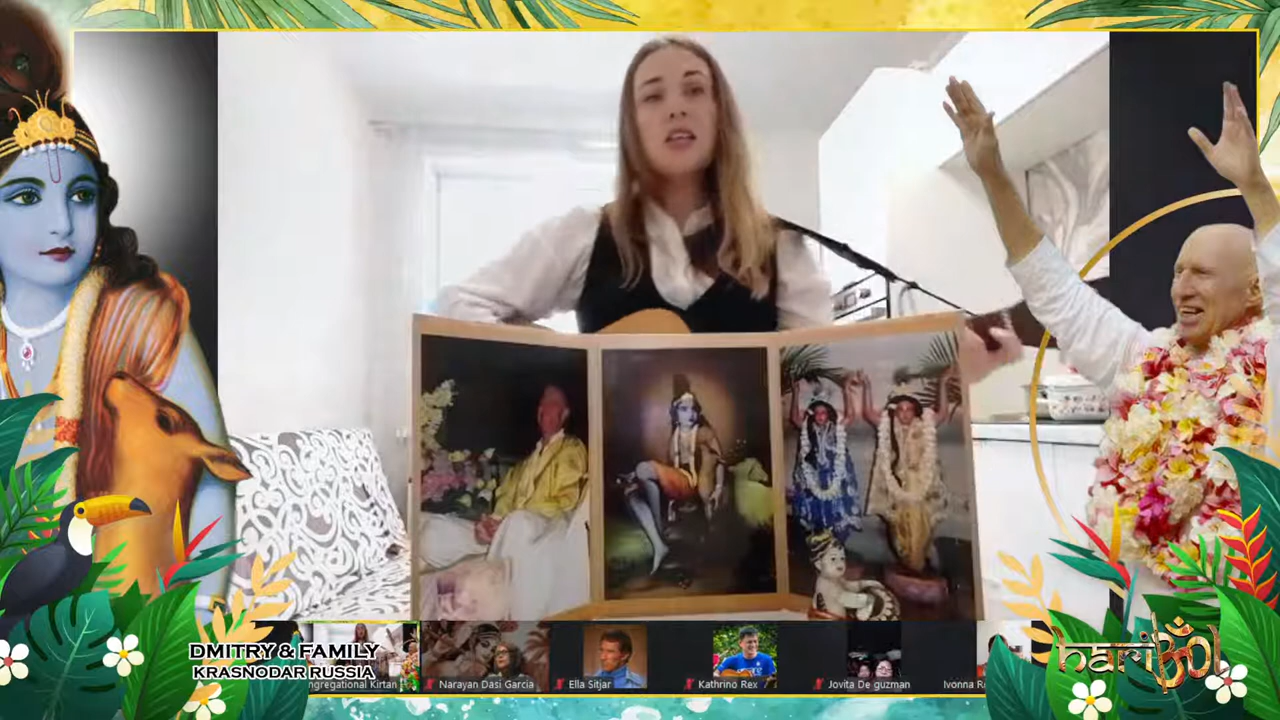 DMITRY & FAMILY
KRASNODAR RUSSIA
ngregational Kirtan
Narayan Dasi Garcia
Ella Sitjar
Kathrino Rex
Jovita De guzman
Ivonna R
haribol